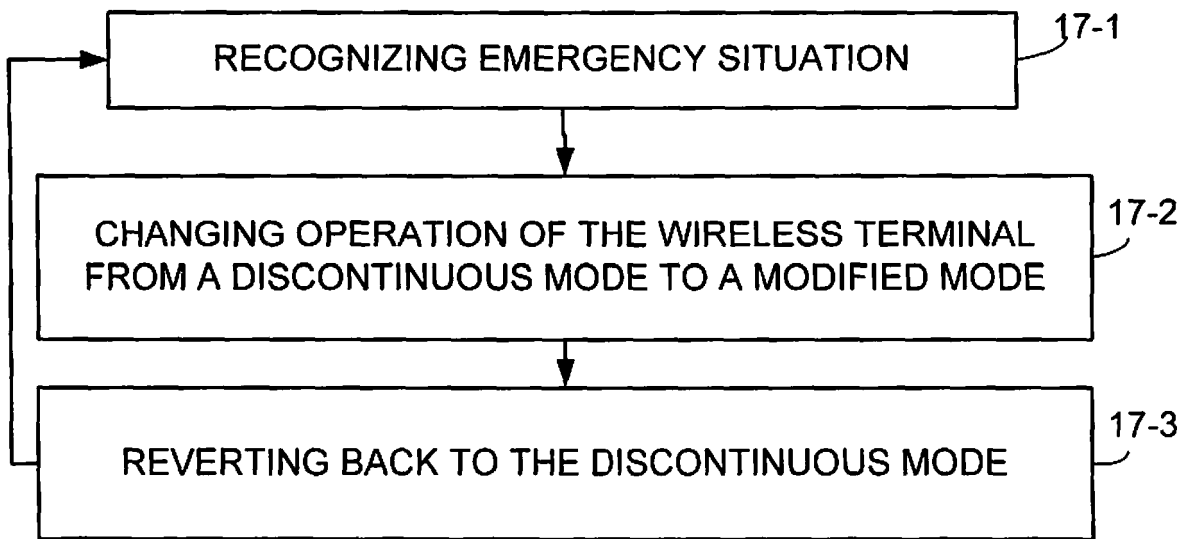 RECOGNIZING EMERGENCY SITUATION
17-1
CHANGING OPERATION OF THE WIRELESS TERMINAL
FROM A DISCONTINUOUS MODE TO A MODIFIED MODE
17-2
REVERTING BACK TO THE DISCONTINUOUS MODE
17-3